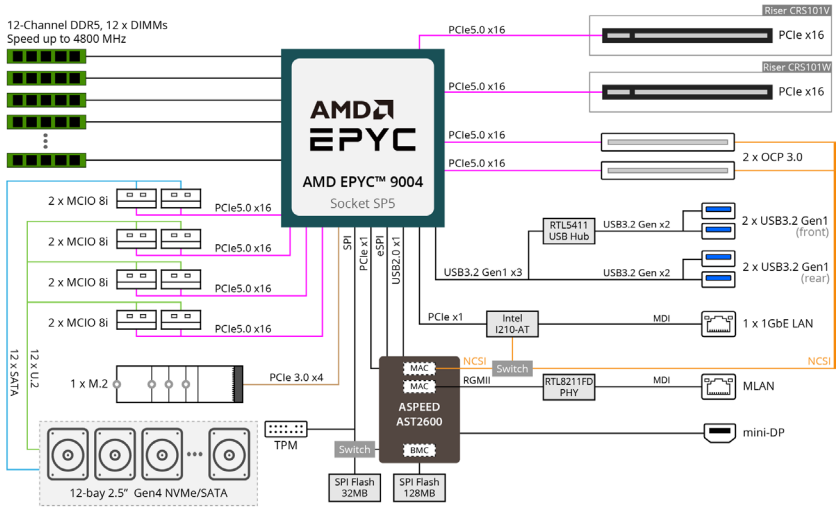 12-Channel DDR5, 12 x DIMMs
Speed up to 4800 MHz
AMD
EPYC
AMD EPYC™ 9004
Socket SP5
PCIe5.0 x16
Riser CRS101V
PCIe x16
PCIe5.0 x16
Riser CRS101W
PCIe x16
PCIe5.0 x16
PCIe5.0 x16
2 x OCP 3.0
2 x MCIO 8i
PCIe5.0 x16
2 x MCIO 8i
PCIe5.0 x16
2 x MCIO 8i
PCIe5.0 x16
2 x MCIO 8i
PCIe5.0 x16
SPI
PCIe x1
eSPI
USB2.0 x1
USB3.2 Gen1 x3
RTL5411
USB Hub
USB3.2 Gen x2
2 x USB3.2 Gen1
(front)
USB3.2 Gen x2
2 x USB3.2 Gen1
(rear)
PCIe x1
Intel
I210-AT
MDI
1 x 1GbE LAN
12 x SATA
12 x U.2
1 x M.2
PCIe 3.0 x4
MAC
NCSI
Switch
NCSI
MAC
RGMII
RTL8211FD
PHY
MDI
MLAN
ASPEED
AST2600
mini-DP
TPM
Switch
BMC
SPI Flash
32MB
SPI Flash
128MB
12-bay 2.5” Gen4 NVMe/SATA